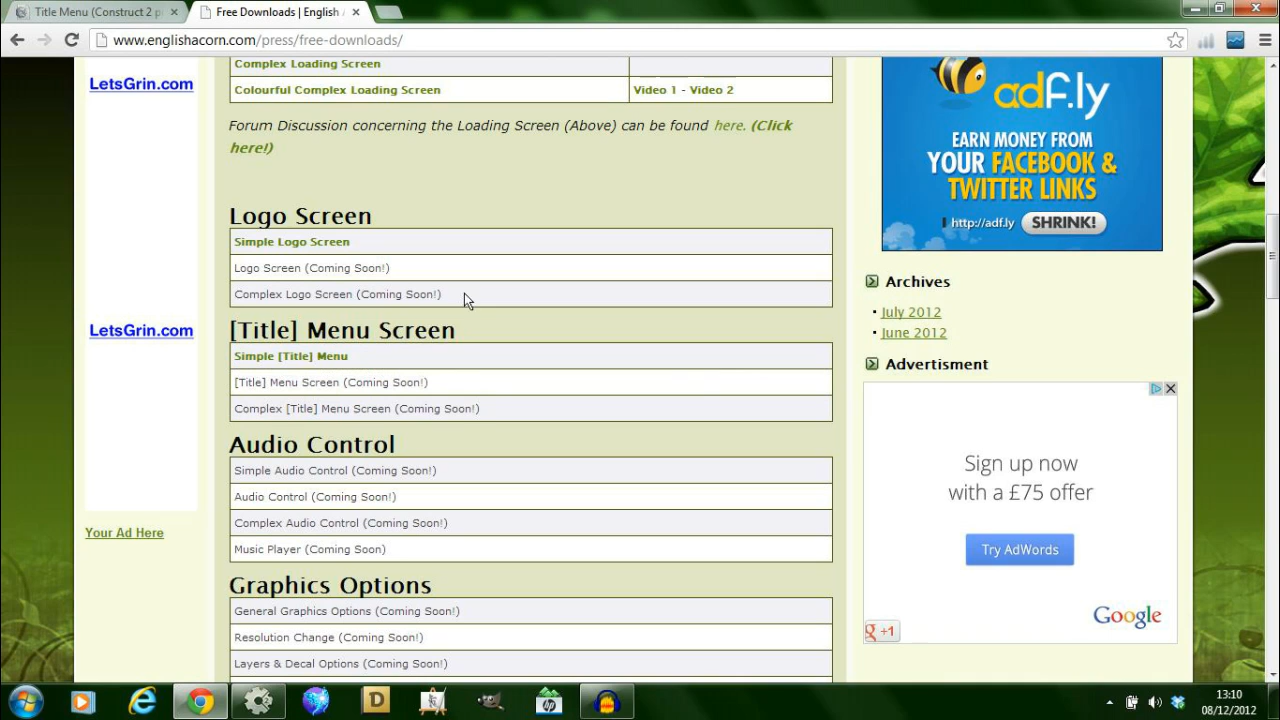 Title Menu (Construct 2 p
Free Downloads | English A
www.englishacorn.com/press/free-downloads/
LetsGrin.com
LetsGrin.com
Your Ad Here
Complex Loading Screen
Colourful Complex Loading Screen
Video 1 - Video 2
Forum Discussion concerning the Loading Screen (Above) can be found here. (Click
here!)
Logo Screen
Simple Logo Screen
Logo Screen (Coming Soon!)
Complex Logo Screen (Coming Soon!)
[Title] Menu Screen
Simple [Title] Menu
[Title] Menu Screen (Coming Soon!)
Complex [Title] Menu Screen (Coming Soon!)
Audio Control
Simple Audio Control (Coming Soon!)
Audio Control (Coming Soon!)
Complex Audio Control (Coming Soon!)
Music Player (Coming Soon)
Graphics Options
General Graphics Options (Coming Soon!)
Resolution Change (Coming Soon!)
Layers & Decal Options (Coming Soon!)
adf.ly
EARN MONEY FROM
YOUR FACEBOOK &
TWITTER LINKS
http://adf.ly SHRINK!
Archives
July 2012
June 2012
Advertisment
Sign up now
with a £75 offer
Try AdWords
Google
g +1
13:10
08/12/2012